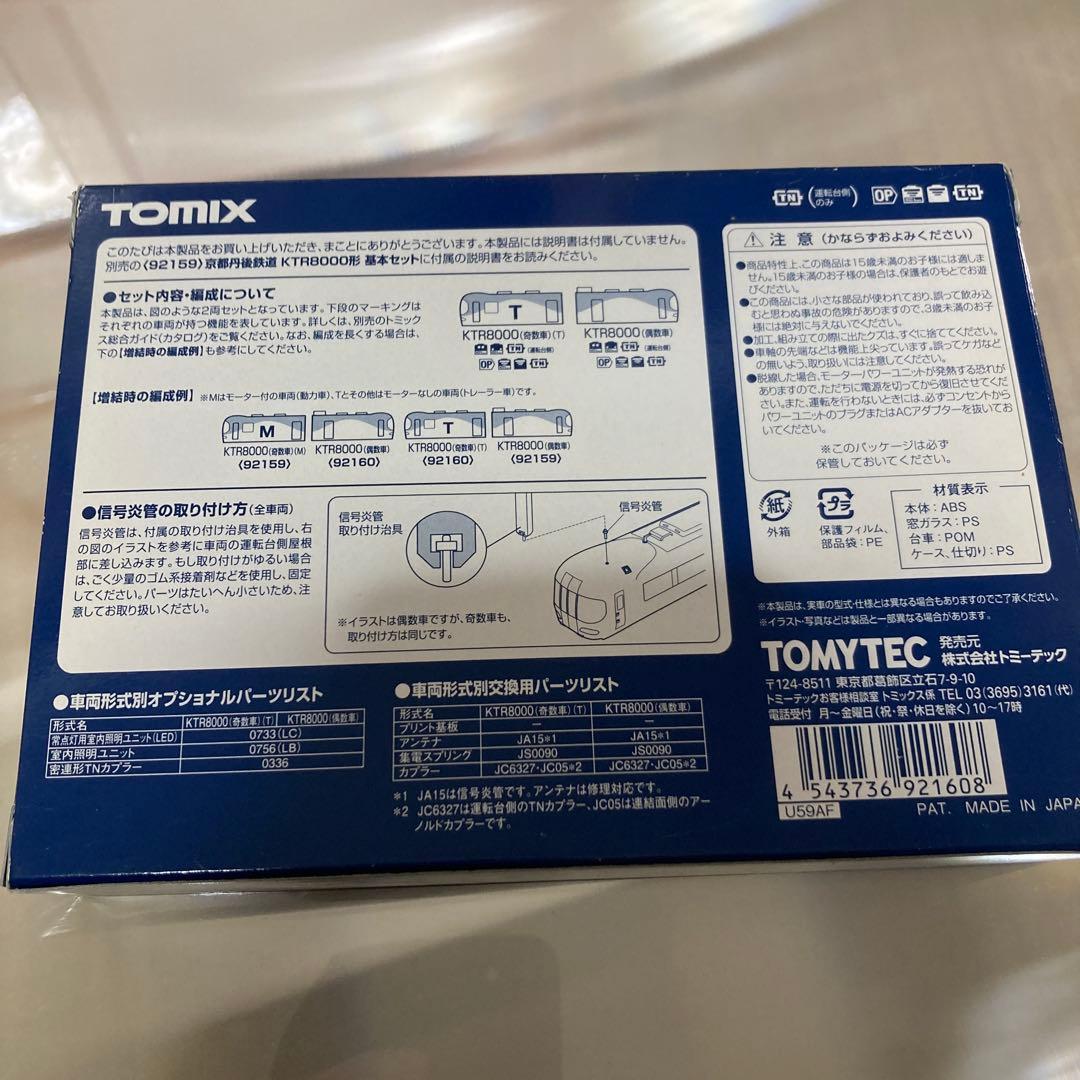 TOMIX
TN (運転台側のみ) OP TN
このたびは本製品をお買い上げいただき、まことにありがとうございます。本製品には説明書は付属していません。
別売の〈92159〉京都丹後鉄道 KTR8000形 基本セットに付属の説明書をお読みください。
●セット内容・編成について
本製品は、図のような2両セットとなっています。下段のマーキングは
それぞれの車両が持つ機能を表しています。詳しくは、別売のトミック
ス総合ガイド(カタログ)をご覧ください。なお、編成を長くする場合は、
下の【増結時の編成例】も参考にしてください。
T
KTR8000(奇数車)(T) KTR8000(偶数車)
TN (運転台側) TN (運転台側)
OP TN OP TN
【増結時の編成例】 ※Mはモーター付の車両(動力車)、Tとその他はモーターなしの車両(トレーラー車)です。
M T
KTR8000(奇数車)(M) KTR8000(偶数車) KTR8000(奇数車)(T) KTR8000(偶数車)
〈92159〉 〈92160〉 〈92160〉 〈92159〉
●信号炎管の取り付け方(全車両)
信号炎管は、付属の取り付け治具を使用し、右
の図のイラストを参考に車両の運転台側屋根
部に差し込みます。もし取り付けがゆるい場合
は、ごく少量のゴム系接着剤などを使用し、固定
してください。パーツはたいへん小さいため、注
意してお取り扱いください。
信号炎管
取り付け治具
信号炎管
※イラストは偶数車ですが、奇数車も、
取り付け方は同じです。
●車両形式別オプショナルパーツリスト
形式名 KTR8000(奇数車)(T) KTR8000(偶数車)
常点灯用室内照明ユニット(LED) 0733(LC)
室内照明ユニット 0756(LB)
密連形TNカプラー 0336
●車両形式別交換用パーツリスト
形式名 KTR8000(奇数車)(T) KTR8000(偶数車)
プリント基板 ー ー
アンテナ JA15*1 JA15*1
集電スプリング JS0090 JS0090
カプラー JC6327・JC05*2 JC6327・JC05*2
*1 JA15は信号炎管です。アンテナは修理対応です。
*2 JC6327は運転台側のTNカプラー、JC05は連結面側のアー
ノルドカプラーです。
⚠ 注意 (かならずおよみください)
●商品特性上、この商品は15歳未満のお子様には適しま
せん。15歳未満のお子様の場合は、保護者のもとでお遊
びください。
●この商品には、小さな部品が使われており、誤って飲み込
むと思わぬ事故の危険がありますので、3歳未満のお子
様には絶対に与えないでください。
●加工、組み立ての際に出たクズは、すぐに捨ててください。
●車軸の先端などは機能上尖っています。誤ってケガなど
の無いよう、取り扱いには注意してください。
●脱線した場合、モーターパワーユニットが発熱する恐れが
ありますので、ただちに電源を切ってから復旧させてくだ
さい。また、運転を行わないときには、必ずコンセントから
パワーユニットのプラグまたはACアダプターを抜いてお
いてください。
※このパッケージは必ず
保管しておいてください。
紙
外箱
プラ
保護フィルム、
部品袋:PE
材質表示
本体:ABS
窓ガラス:PS
台車:POM
ケース、仕切り:PS
※本製品は、実車の型式・仕様とは異なる場合もありますのでご了承ください。
※イラスト・写真などは製品と一部異なる場合があります。
TOMYTEC 発売元 株式会社トミーテック
〒124-8511 東京都葛飾区立石7-9-10
トミーテックお客様相談室 トミックス係 TEL 03(3695)3161(代)
電話受付 月〜金曜日(祝・祭・休日を除く)10〜17時
4 543736 921608
U59AF
PAT. MADE IN JAPA